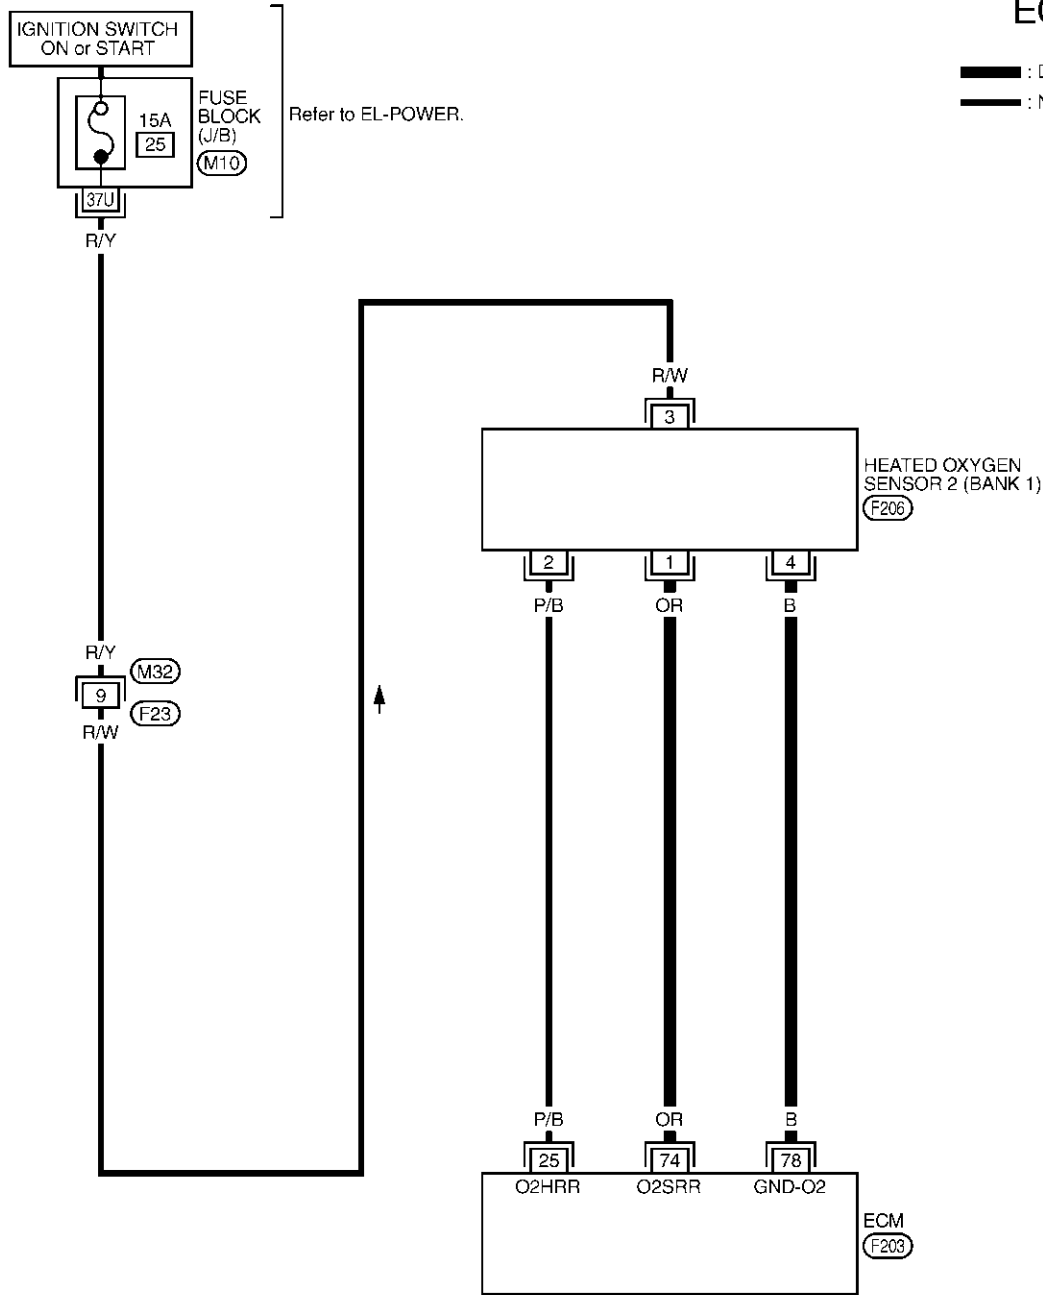 IGNITION SWITCH
ON or START
FUSE
BLOCK
(J/B)
M10
15A
25
Refer to EL-POWER.
37U
R/Y
R/W
3
HEATED OXYGEN
SENSOR 2 (BANK 1)
F206
2
1
4
P/B
OR
B
R/Y
M32
9
F23
R/W
P/B
OR
B
25
74
78
O2HRR
O2SRR
GND-O2
ECM
F203